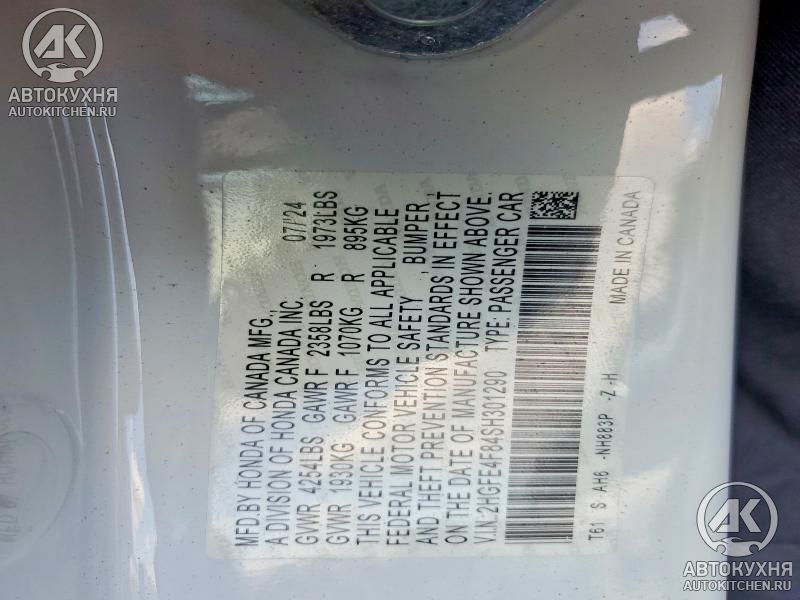 AK
АВТОКУХНЯ
AUTOKITCHEN.RU
MFD.BY HONDA OF CANADA MFG.,
A DIVISION OF HONDA CANADA INC. 07/24
GVWR 4254LBS GAWR F 2358LBS R 1973LBS
GVWR 1930KG GAWR F 1070KG R 895KG
THIS VEHICLE CONFORMS TO ALL APPLICABLE
FEDERAL MOTOR VEHICLE SAFETY , BUMPER ,
AND THEFT PREVENTION STANDARDS IN EFFECT
ON THE DATE OF MANUFACTURE SHOWN ABOVE.
V.I.N: 2HGFE4F84SH301290 TYPE: PASSENGER CAR
T61 S AH6 -NH883P -Z -H MADE IN CANADA
AK
АВТОКУХНЯ
AUTOKITCHEN.RU